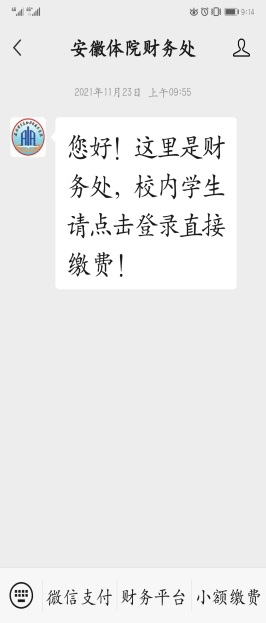 9:14
安徽体院财务处
2021年11月23日 上午09:55
您好！这里是财
务处，校内学生
请点击登录直接
缴费！
微信支付 财务平台 小额缴费